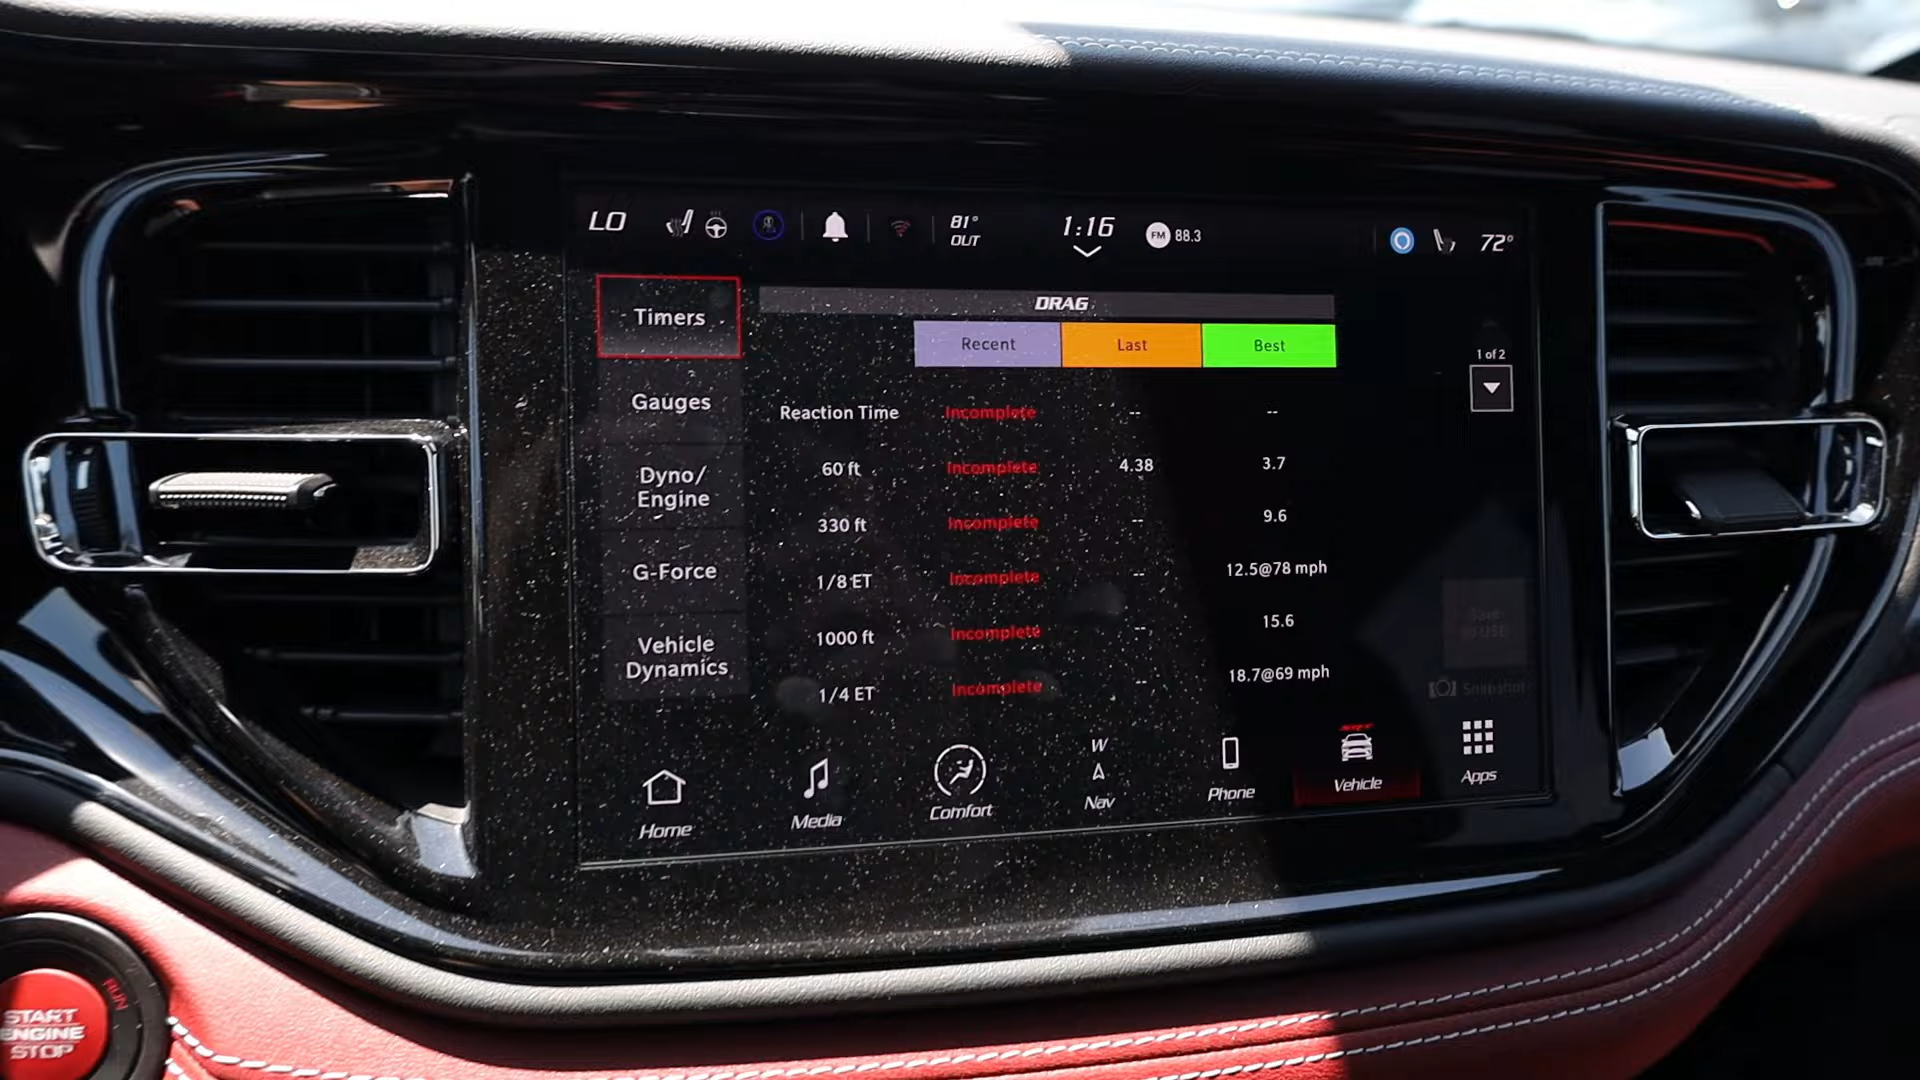 LO
81°
OUT
1:16
FM 88.3
72°
Timers
Gauges
Dyno/
Engine
G-Force
Vehicle
Dynamics
DRAG
Recent Last Best
Reaction Time Incomplete -- --
60 ft Incomplete 4.38 3.7
330 ft Incomplete -- 9.6
1/8 ET Incomplete -- 12.5@78 mph
1000 ft Incomplete -- 15.6
1/4 ET Incomplete -- 18.7@69 mph
1 of 2
Snapshot
Home
Media
Comfort
W
Nav
Phone
SRT
Vehicle
Apps
RUN
START
ENGINE
STOP